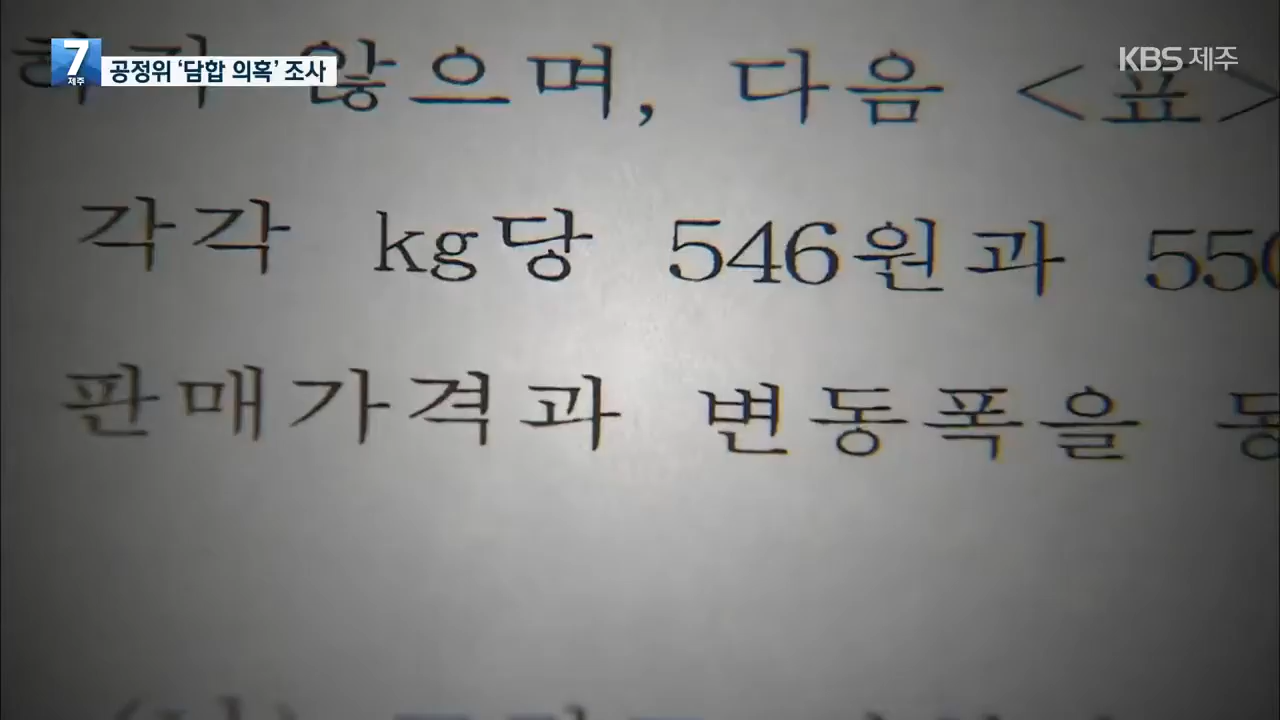 7 제주
공정위 '담합 의혹' 조사
KBS 제주
않으며, 다음 <표>
각각 kg당 546원과
판매가격과 변동폭을